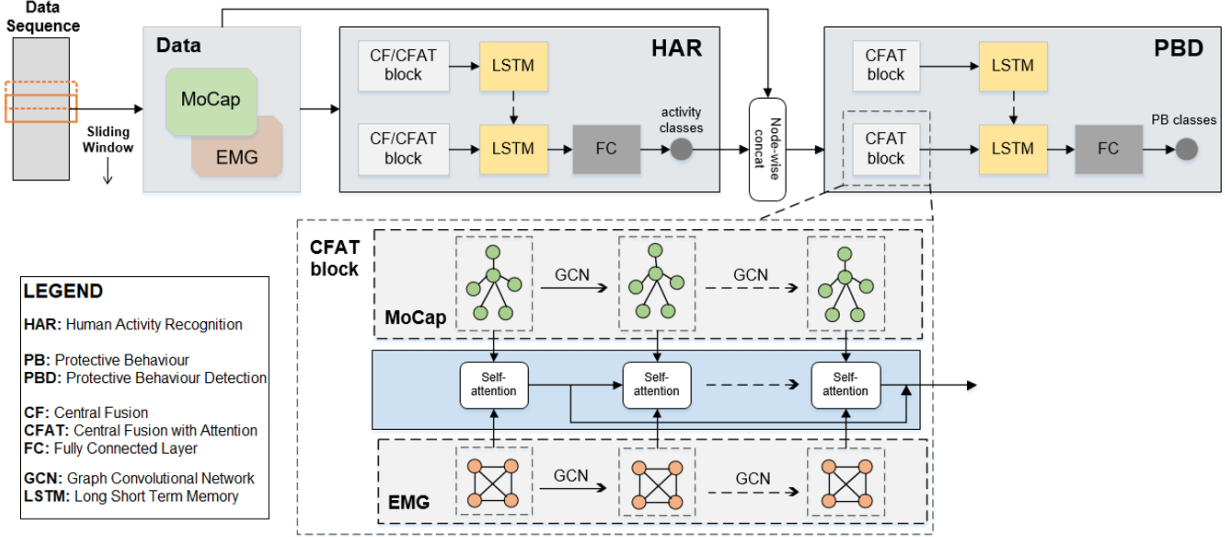 Data
Sequence
Sliding
Window
Data
MoCap
EMG
HAR
CF/CFAT
block
LSTM
CF/CFAT
block
LSTM
FC
activity
classes
Node-wise
concat
PBD
CFAT
block
LSTM
CFAT
block
LSTM
FC
PB classes
CFAT
block
GCN
GCN
MoCap
Self-
attention
Self-
attention
Self-
attention
GCN
GCN
EMG
LEGEND
HAR: Human Activity Recognition
PB: Protective Behaviour
PBD: Protective Behaviour Detection
CF: Central Fusion
CFAT: Central Fusion with Attention
FC: Fully Connected Layer
GCN: Graph Convolutional Network
LSTM: Long Short Term Memory